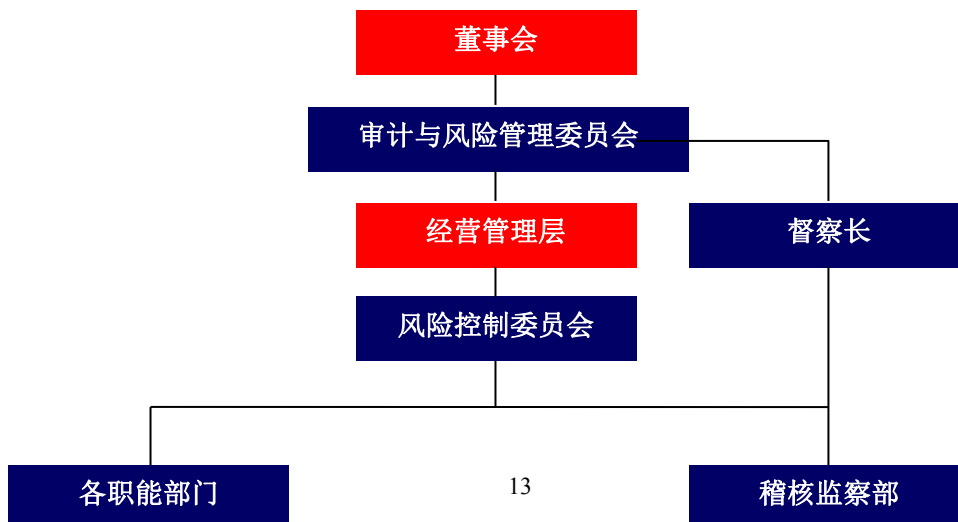 董事会
审计与风险管理委员会
经营管理层
督察长
风险控制委员会
各职能部门
13
稽核监察部